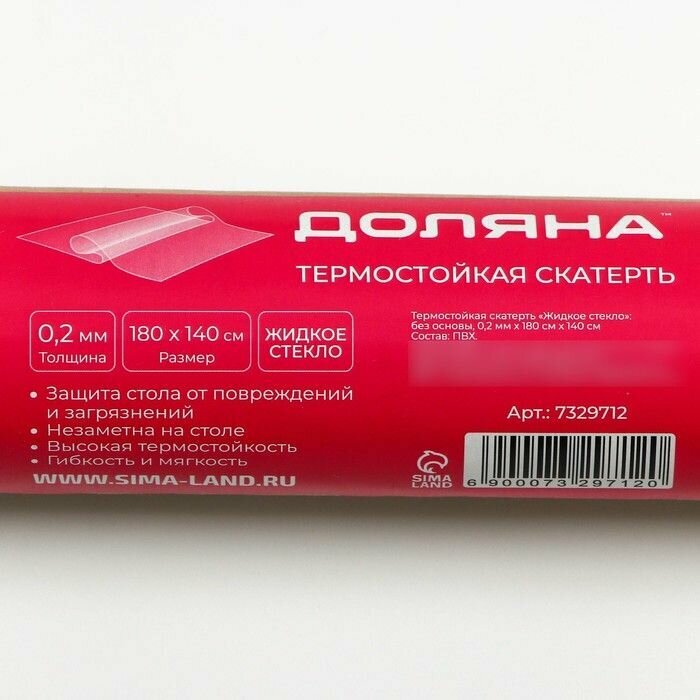 ДОЛЯНА™
ТЕРМОСТОЙКАЯ СКАТЕРТЬ
0,2 мм
Толщина
180 х 140 см
Размер
ЖИДКОЕ
СТЕКЛО
Термостойкая скатерть «Жидкое стекло»:
без основы, 0,2 мм х 180 см х 140 см
Состав: ПВХ.
• Защита стола от повреждений
и загрязнений
• Незаметна на столе
• Высокая термостойкость
• Гибкость и мягкость
WWW.SIMA-LAND.RU
Арт.: 7329712
SIMA
LAND
6 900073 297120